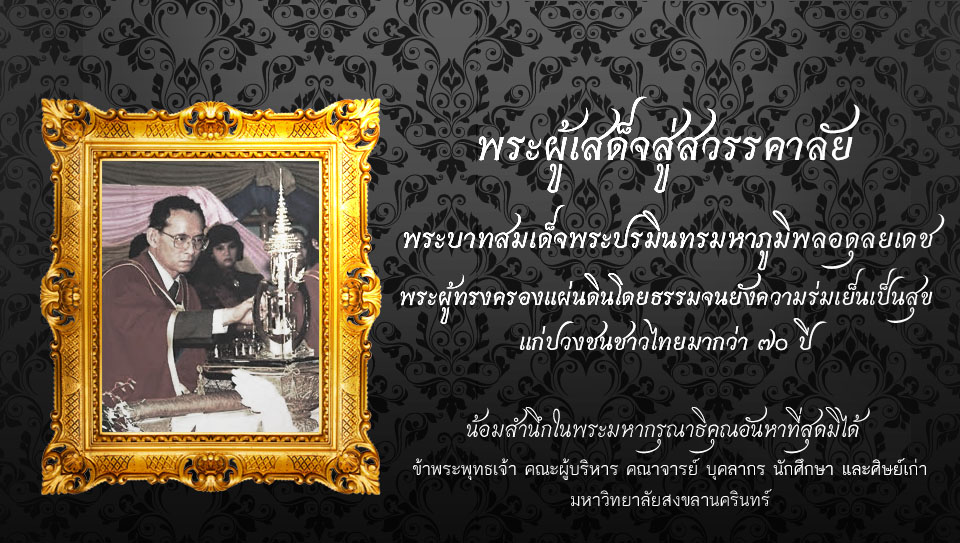 พระผู้เสด็จสู่สวรรคาลัย
พระบาทสมเด็จพระปรมินทรมหาภูมิพลอดุลยเดช
พระผู้ทรงครองแผ่นดินโดยธรรมจนยังความร่มเย็นเป็นสุข
แก่ปวงชนชาวไทยมากว่า ๗๐ ปี
น้อมสำนึกในพระมหากรุณาธิคุณอันหาที่สุดมิได้
ข้าพระพุทธเจ้า คณะผู้บริหาร คณาจารย์ บุคลากร นักศึกษา และศิษย์เก่า
มหาวิทยาลัยสงขลานครินทร์